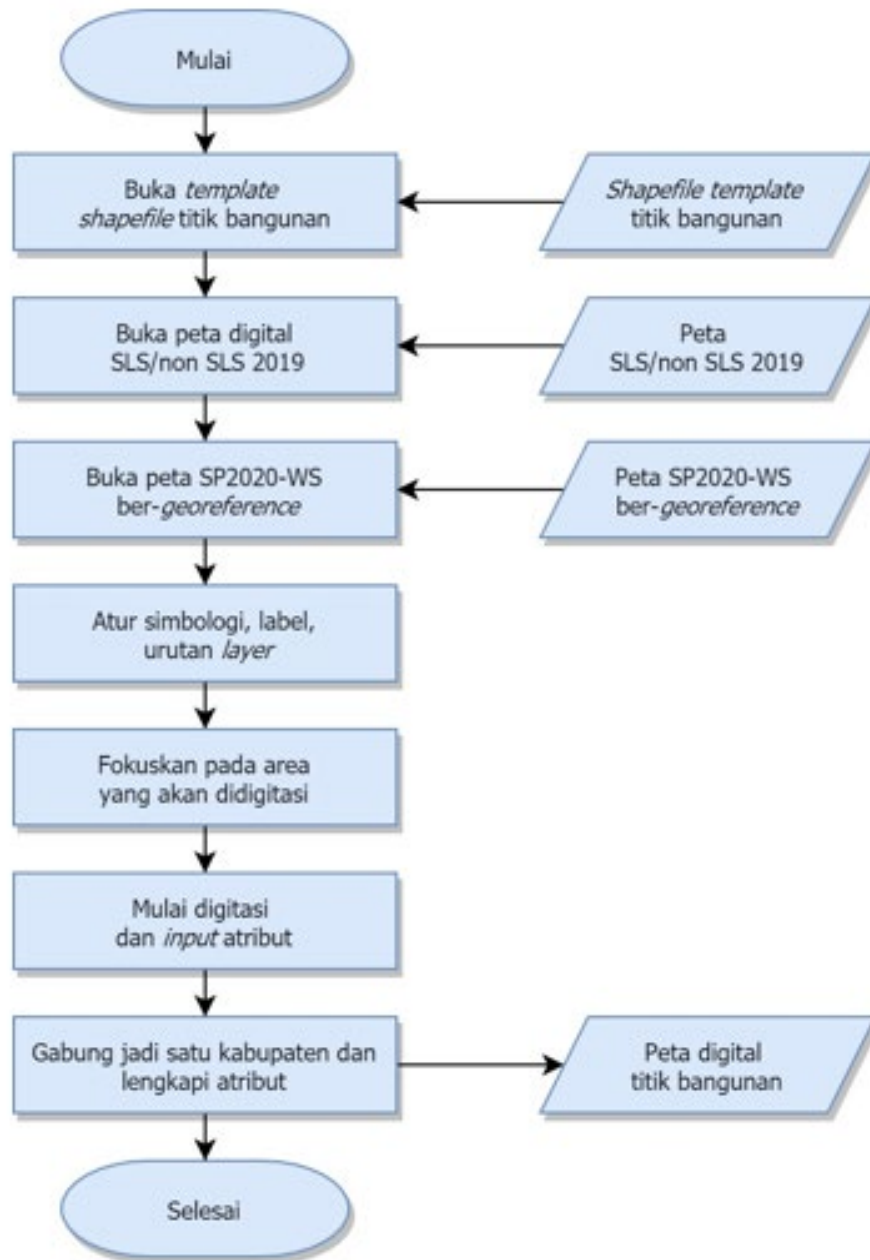 Mulai
Buka template
shapefile titik bangunan
Shapefile template
titik bangunan
Buka peta digital
SLS/non SLS 2019
Peta
SLS/non SLS 2019
Buka peta SP2020-WS
ber-georeference
Peta SP2020-WS
ber-georeference
Atur simbologi, label,
urutan layer
Fokuskan pada area
yang akan didigitasi
Mulai digitasi
dan input atribut
Gabung jadi satu kabupaten dan
lengkapi atribut
Peta digital
titik bangunan
Selesai